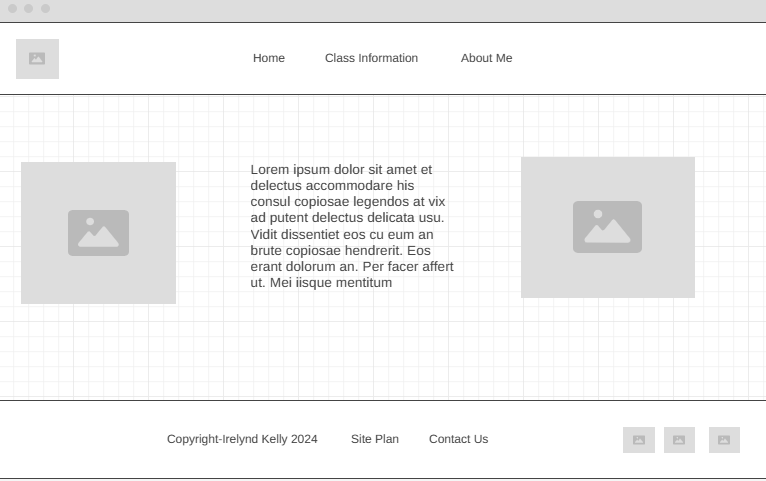 Home Class Information About Me
Lorem ipsum dolor sit amet et
delectus accommodare his
consul copiosae legendos at vix
ad putent delectus delicata usu.
Vidit dissentiet eos cu eum an
brute copiosae hendrerit. Eos
erant dolorum an. Per facer affert
ut. Mei iisque mentitum
Copyright-Irelynd Kelly 2024 Site Plan Contact Us